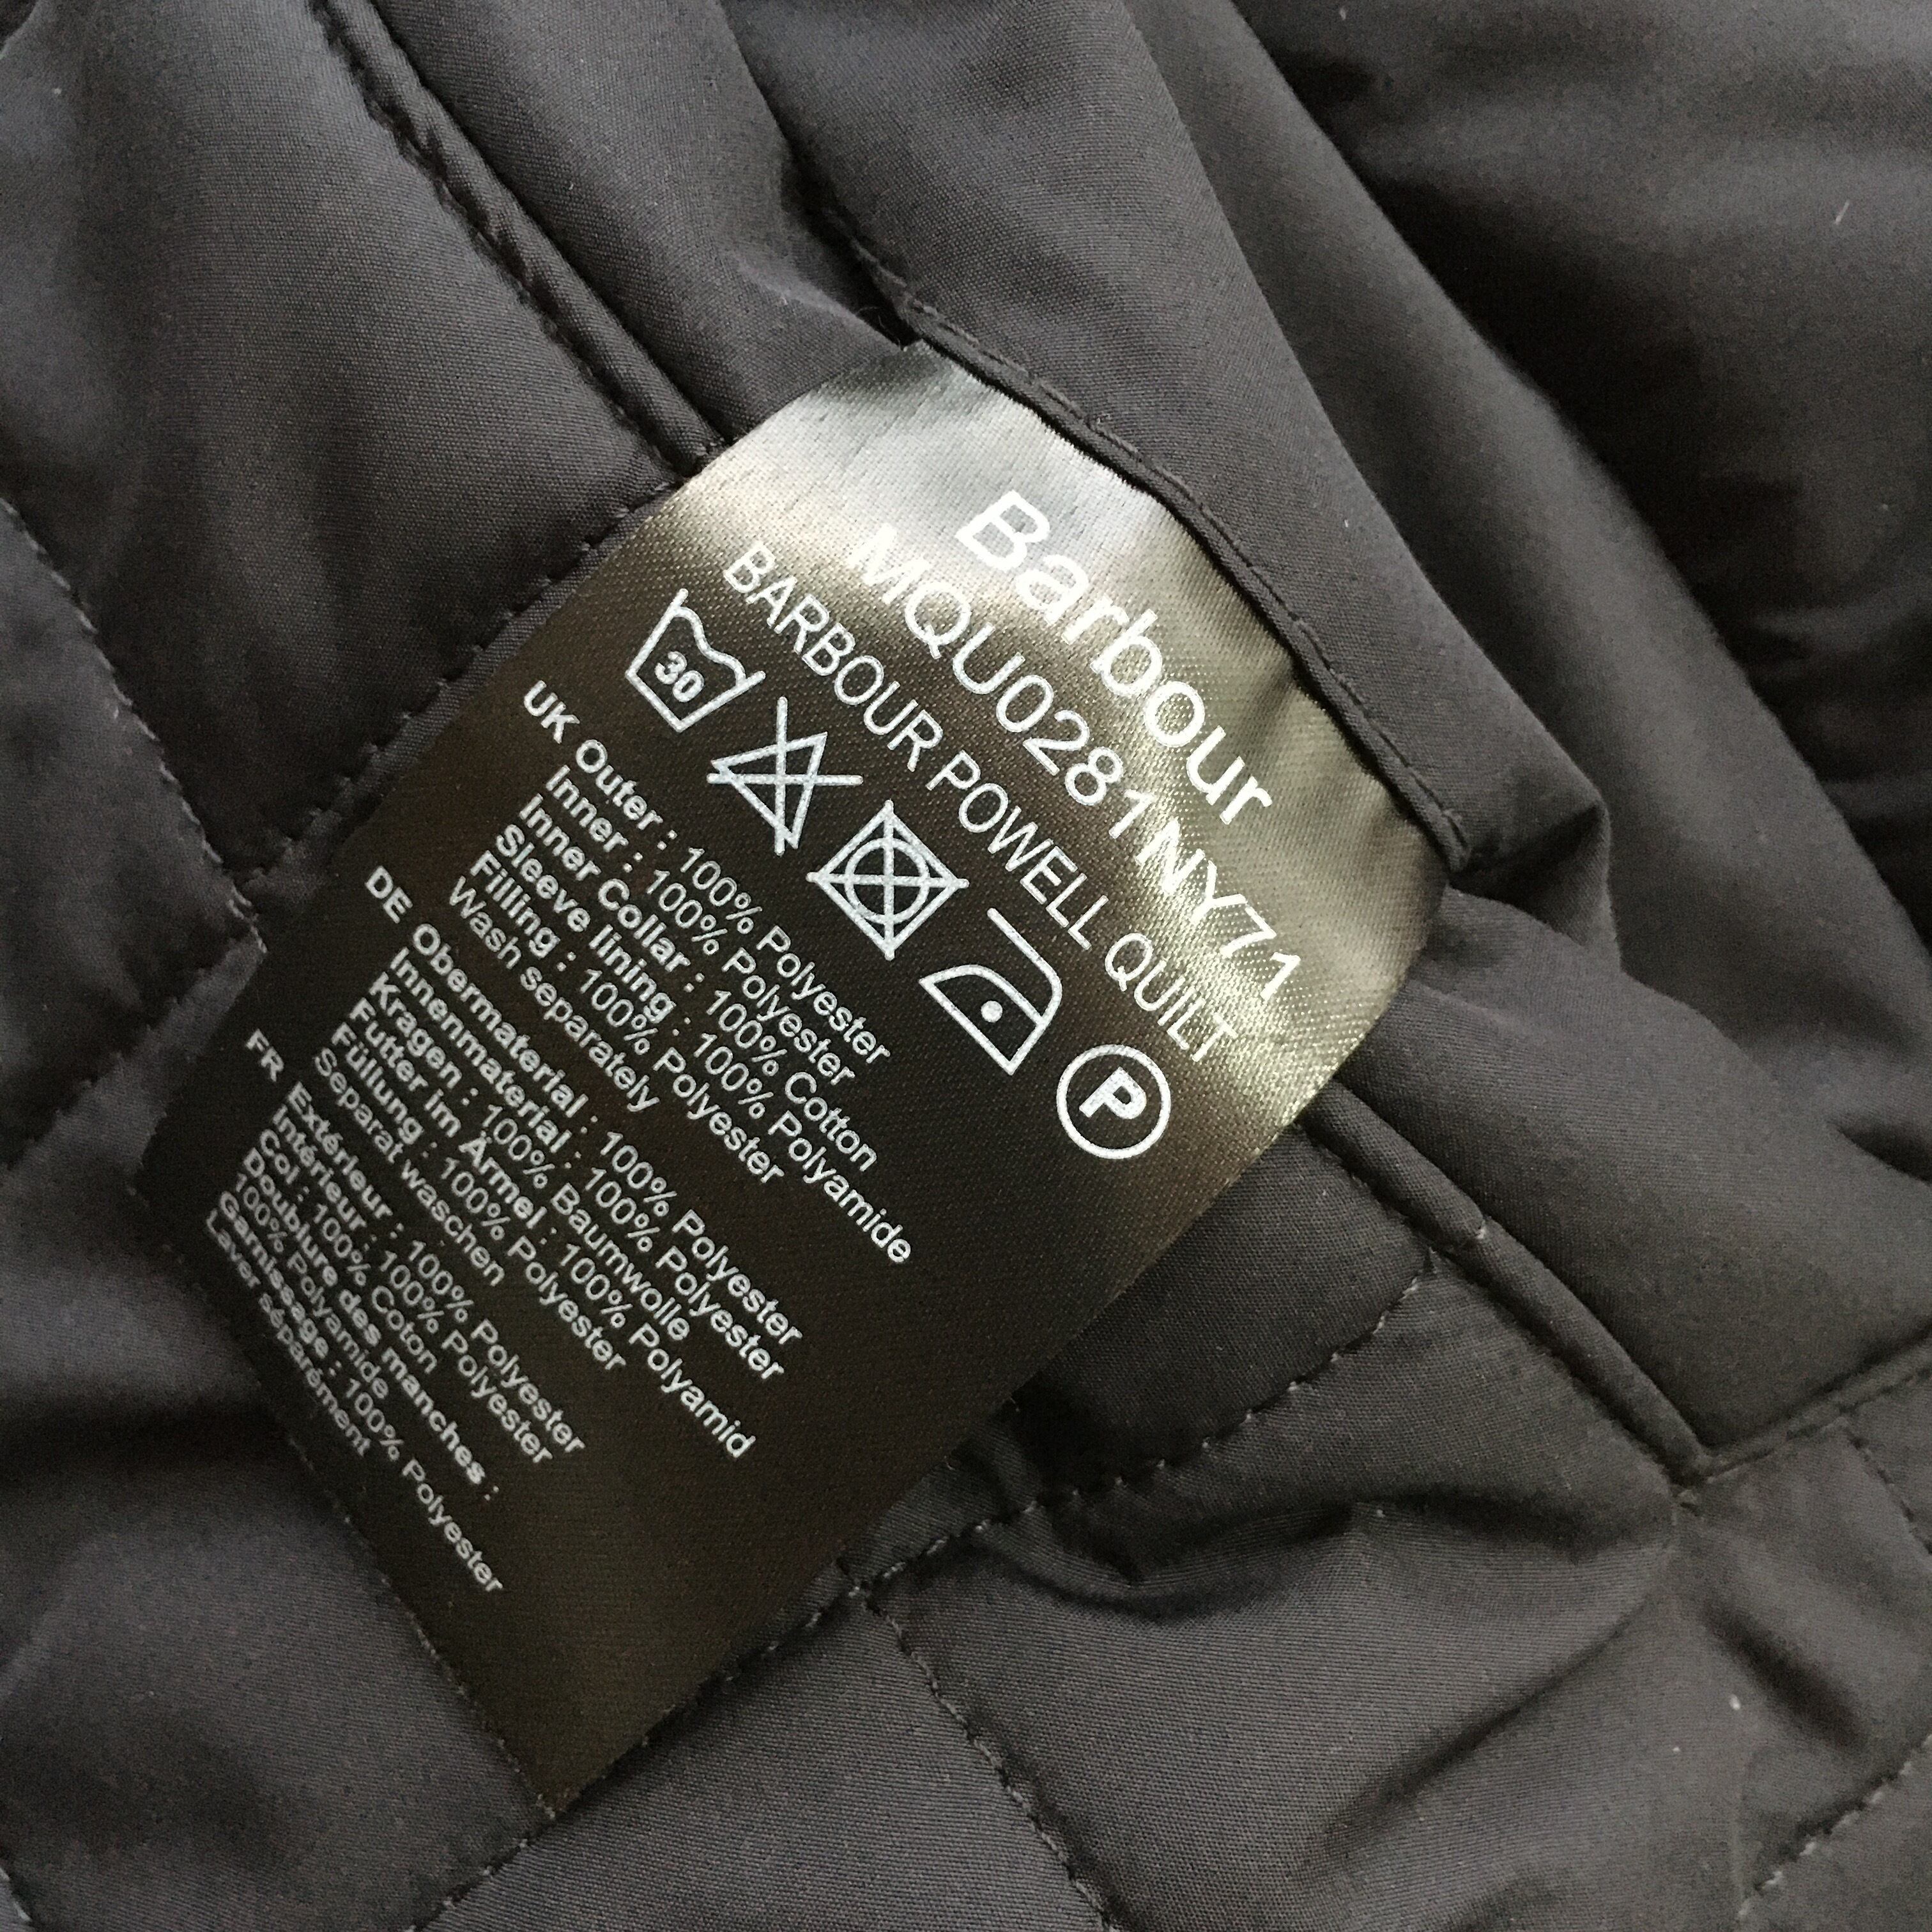 Barbour
MQU0281NY71
BARBOUR POWELL QUILT
30
P
UK Outer : 100% Polyester
Inner : 100% Polyester
Inner Collar : 100% Cotton
Sleeve lining : 100% Polyamide
Filling : 100% Polyester
Wash separately
DE Obermaterial : 100% Polyester
Innenmaterial : 100% Polyester
Kragen : 100% Baumwolle
Futter im Ärmel : 100% Polyamid
Füllung : 100% Polyester
Separat waschen
FR Extérieur : 100% Polyester
Intérieur : 100% Polyester
Col : 100% Coton
Doublure des manches :
100% Polyamide
Garnissage : 100% Polyester
Laver séparément